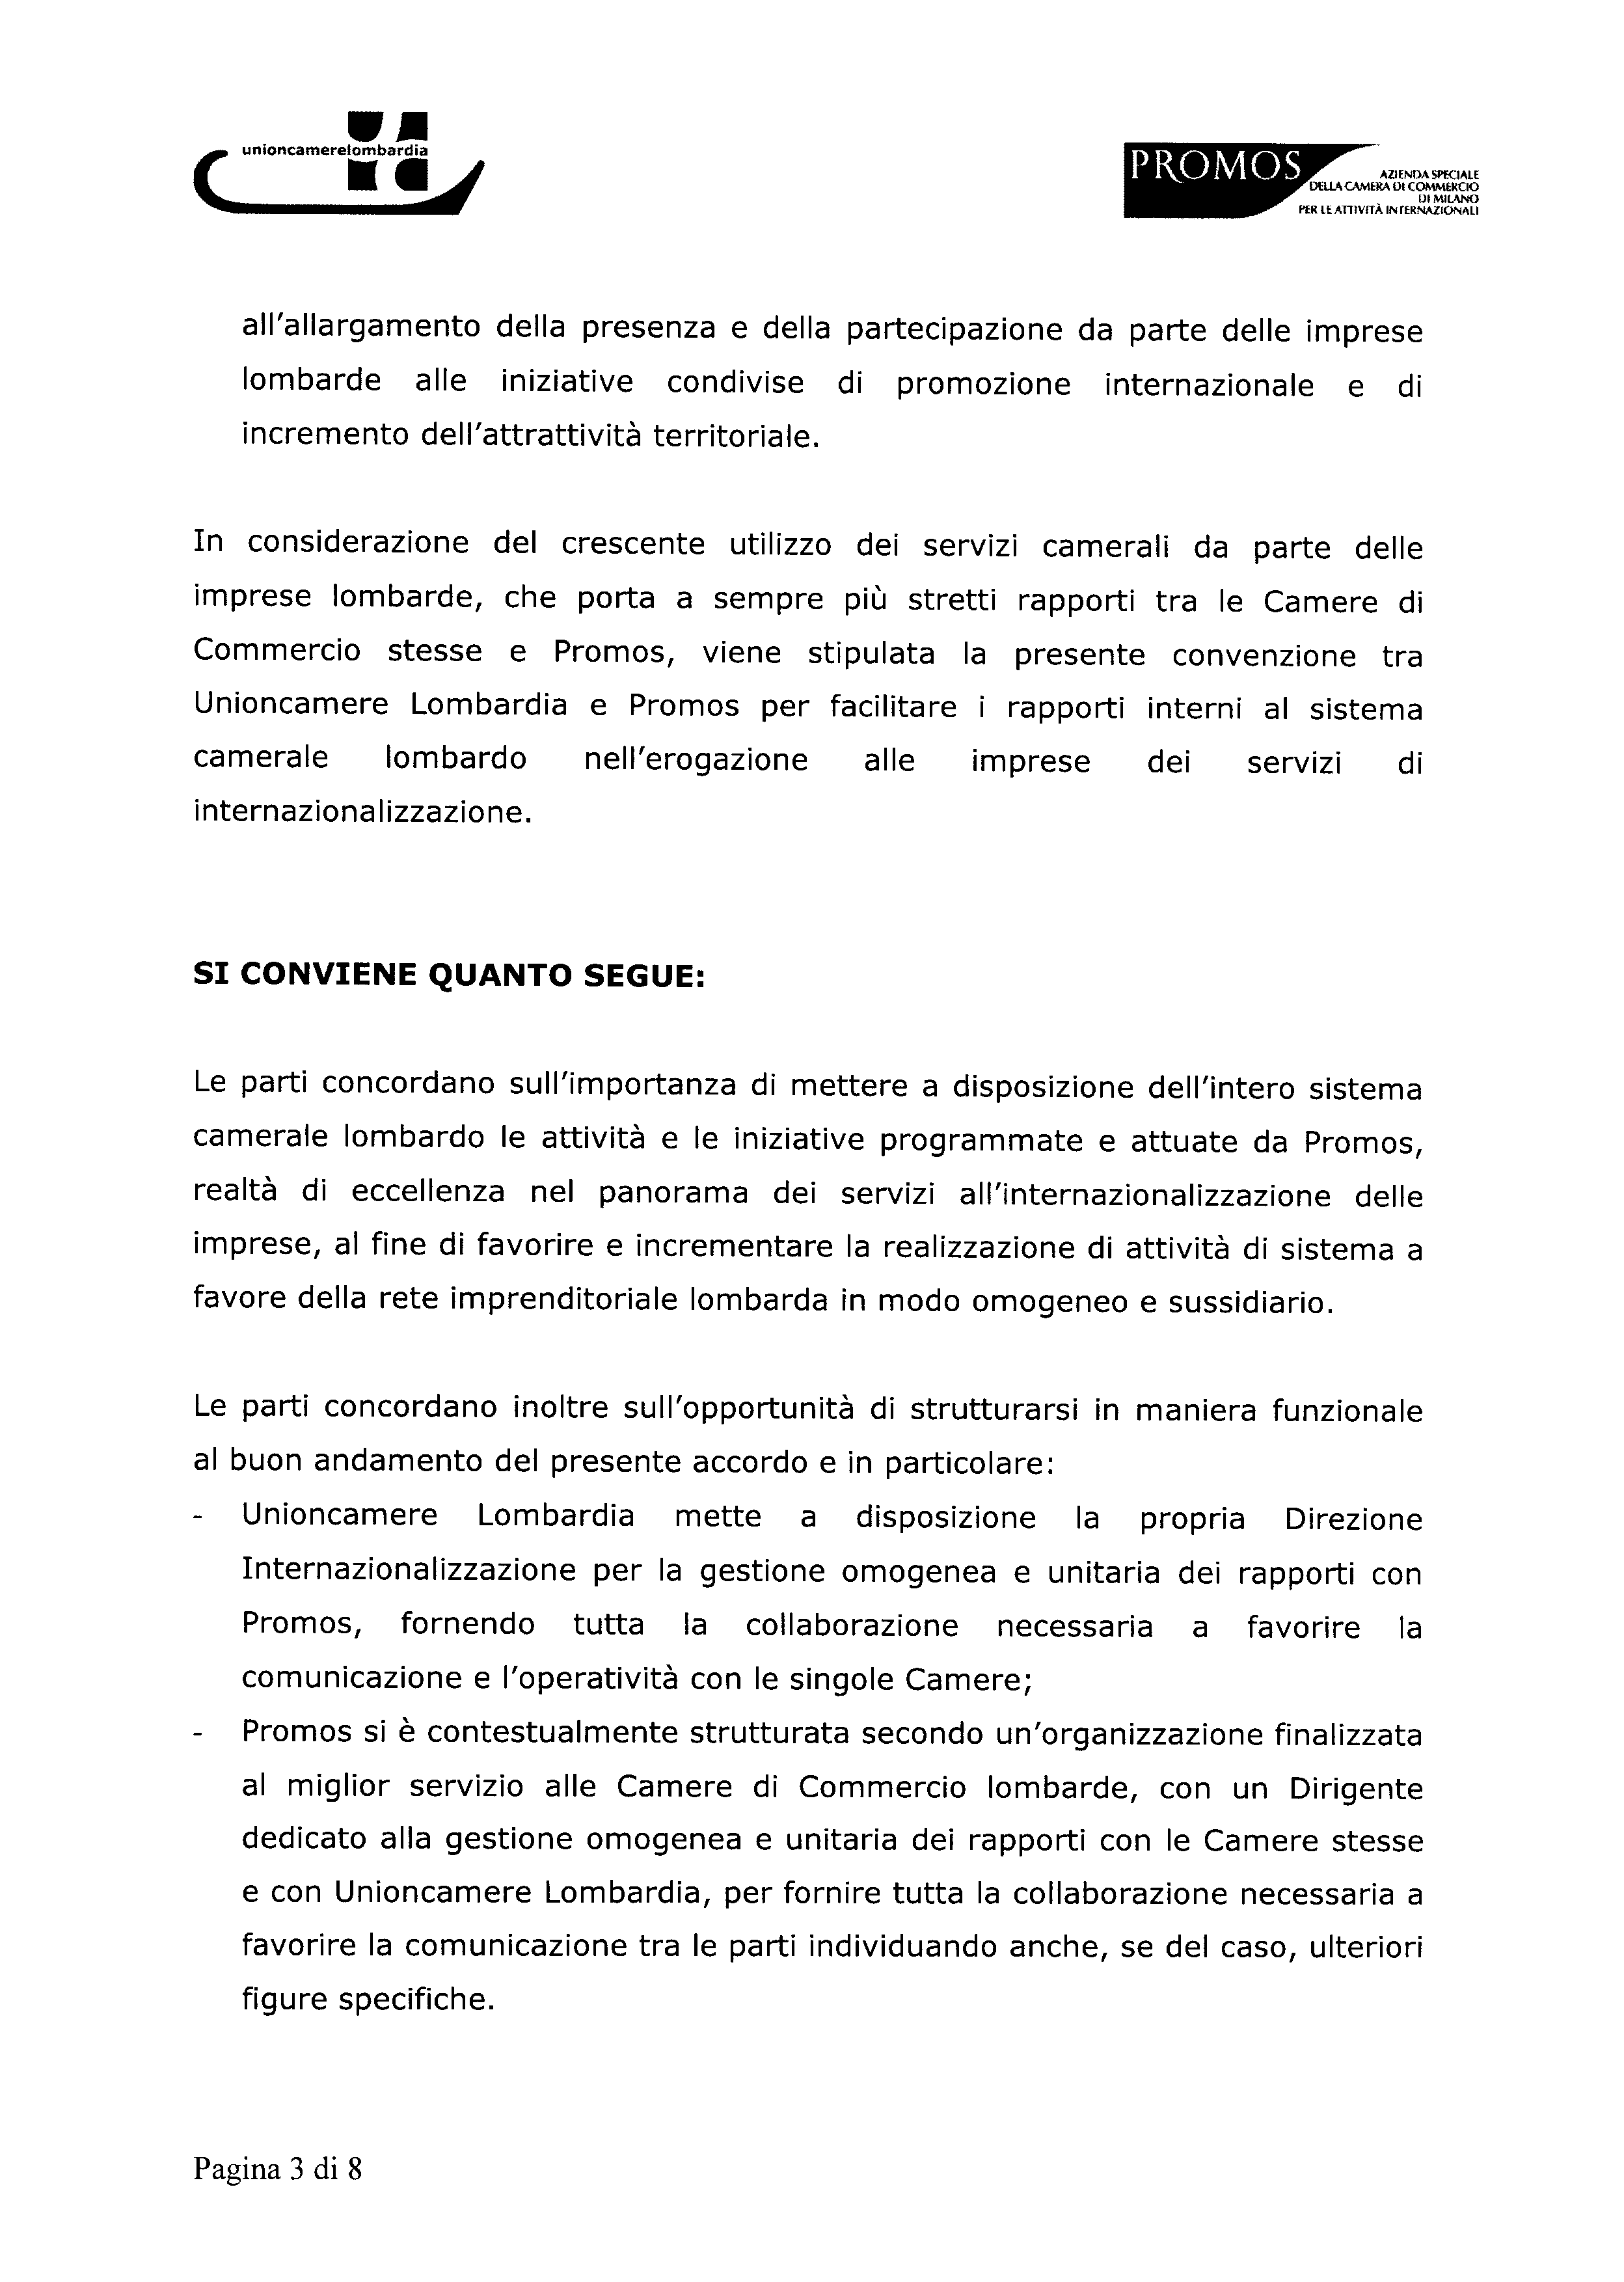 unioncamerelombardia
PROMOS
AZIENDA SPECIALE
DELLA CAMERA DI COMMERCIO
DI MILANO
PER LE ATTIVITÀ INTERNAZIONALI
all'allargamento della presenza e della partecipazione da parte delle imprese
lombarde alle iniziative condivise di promozione internazionale e di
incremento dell'attrattività territoriale.
In considerazione del crescente utilizzo dei servizi camerali da parte delle
imprese lombarde, che porta a sempre più stretti rapporti tra le Camere di
Commercio stesse e Promos, viene stipulata la presente convenzione tra
Unioncamere Lombardia e Promos per facilitare i rapporti interni al sistema
camerale lombardo nell'erogazione alle imprese dei servizi di
internazionalizzazione.
SI CONVIENE QUANTO SEGUE:
Le parti concordano sull'importanza di mettere a disposizione dell'intero sistema
camerale lombardo le attività e le iniziative programmate e attuate da Promos,
realtà di eccellenza nel panorama dei servizi all'internazionalizzazione delle
imprese, al fine di favorire e incrementare la realizzazione di attività di sistema a
favore della rete imprenditoriale lombarda in modo omogeneo e sussidiario.
Le parti concordano inoltre sull'opportunità di strutturarsi in maniera funzionale
al buon andamento del presente accordo e in particolare:
- Unioncamere Lombardia mette a disposizione la propria Direzione
Internazionalizzazione per la gestione omogenea e unitaria dei rapporti con
Promos, fornendo tutta la collaborazione necessaria a favorire la
comunicazione e l'operatività con le singole Camere;
- Promos si è contestualmente strutturata secondo un'organizzazione finalizzata
al miglior servizio alle Camere di Commercio lombarde, con un Dirigente
dedicato alla gestione omogenea e unitaria dei rapporti con le Camere stesse
e con Unioncamere Lombardia, per fornire tutta la collaborazione necessaria a
favorire la comunicazione tra le parti individuando anche, se del caso, ulteriori
figure specifiche.
Pagina 3 di 8